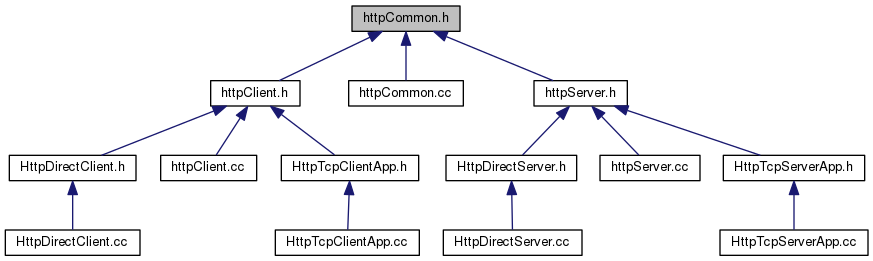 httpCommon.h
httpClient.h
httpCommon.cc
httpServer.h
HttpDirectClient.h
httpClient.cc
HttpTcpClientApp.h
HttpDirectServer.h
httpServer.cc
HttpTcpServerApp.h
HttpDirectClient.cc
HttpTcpClientApp.cc
HttpDirectServer.cc
HttpTcpServerApp.cc